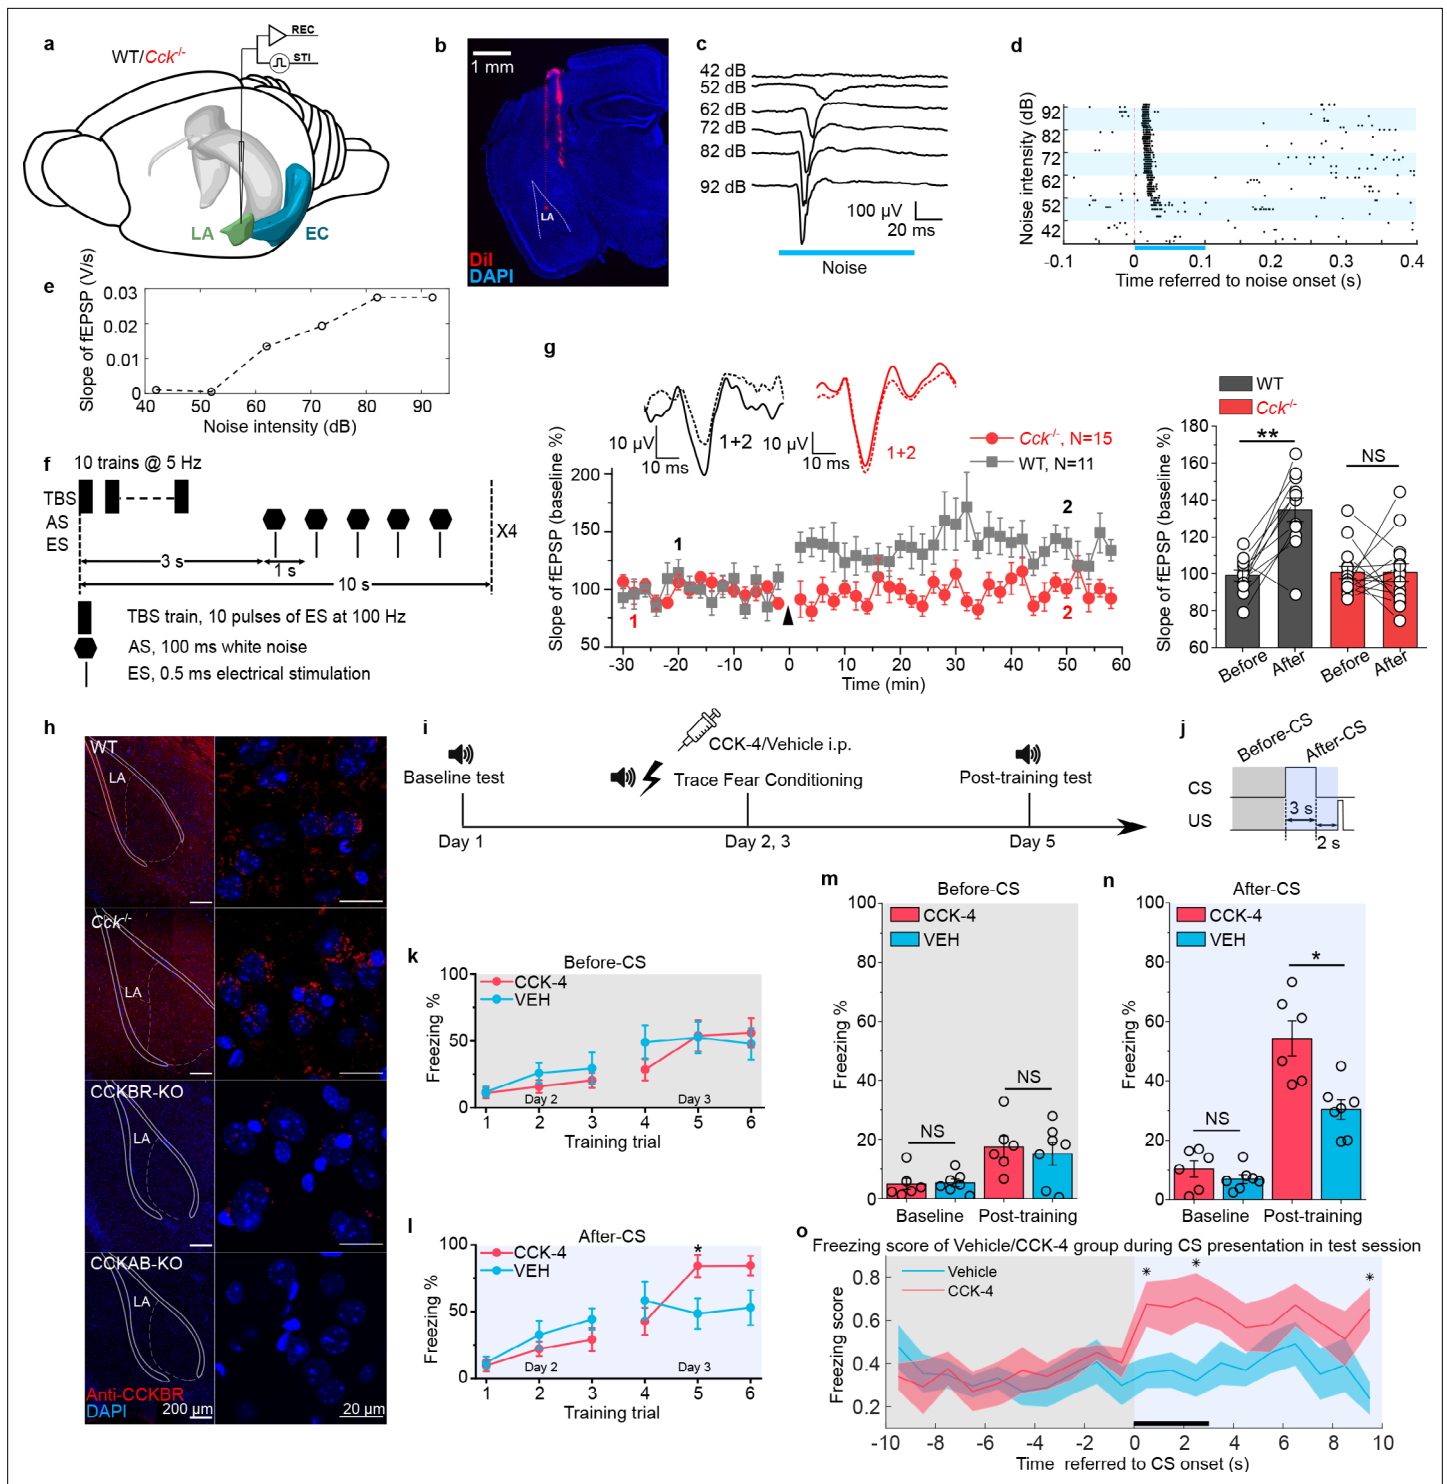 a
WT/Cck-/-
REC
STI
LA
EC
b
1 mm
LA
DiI
DAPI
c
42 dB
52 dB
62 dB
72 dB
82 dB
92 dB
100 µV
20 ms
Noise
d
Noise intensity (dB)
92
82
72
62
52
42
-0.1
0
0.1
0.2
0.3
0.4
Time referred to noise onset (s)
e
Slope of fEPSP (V/s)
0.03
0.02
0.01
0
40
50
60
70
80
90
Noise intensity (dB)
f
10 trains @ 5 Hz
TBS
AS
ES
X4
3 s
1 s
10 s
TBS train, 10 pulses of ES at 100 Hz
AS, 100 ms white noise
ES, 0.5 ms electrical stimulation
g
10 µV
10 ms
1+2
10 µV
10 ms
1+2
Cck-/-, N=15
WT, N=11
Slope of fEPSP (baseline %)
200
150
100
50
1
1
2
2
-30
-20
-10
0
10
20
30
40
50
60
Time (min)
WT
Cck-/-
Slope of fEPSP (baseline %)
180
160
140
120
100
80
60
**
NS
Before
After
Before
After
h
WT
LA
Cck-/-
LA
CCKBR-KO
LA
CCKAB-KO
LA
Anti-CCKBR
DAPI
200 µm
20 µm
i
CCK-4/Vehicle i.p.
Baseline test
Trace Fear Conditioning
Post-training test
Day 1
Day 2, 3
Day 5
j
Before-CS
After-CS
CS
US
3 s
2 s
k
Before-CS
CCK-4
VEH
Freezing %
100
50
0
Day 2
Day 3
1
2
3
4
5
6
Training trial
l
After-CS
CCK-4
VEH
*
Freezing %
100
50
0
Day 2
Day 3
1
2
3
4
5
6
Training trial
m
Before-CS
CCK-4
VEH
Freezing %
100
80
60
40
20
0
NS
NS
Baseline
Post-training
n
After-CS
CCK-4
VEH
Freezing %
100
80
60
40
20
0
NS
*
Baseline
Post-training
o
Freezing score of Vehicle/CCK-4 group during CS presentation in test session
Vehicle
CCK-4
*
*
*
Freezing score
0.8
0.6
0.4
0.2
-10
-8
-6
-4
-2
0
2
4
6
8
10
Time referred to CS onset (s)